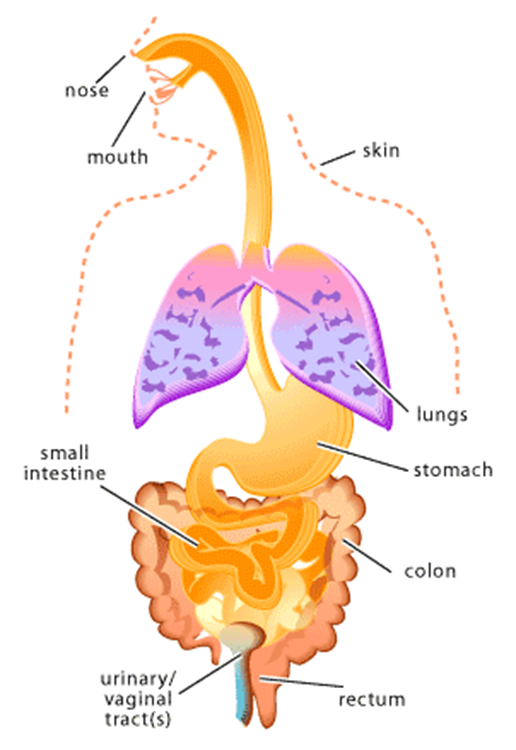 nose
mouth
skin
lungs
small
intestine
stomach
colon
urinary/
vaginal
tract(s)
rectum